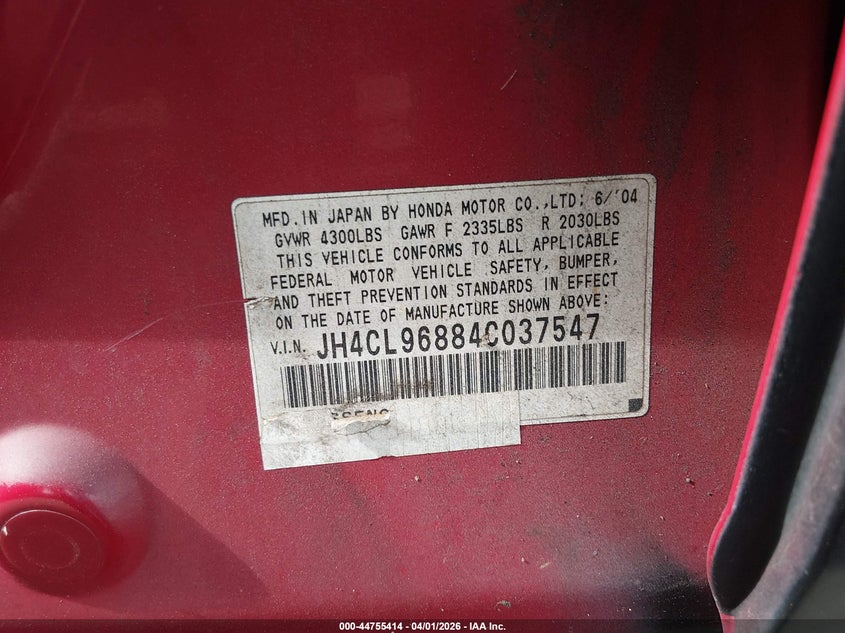 MFD. IN JAPAN BY HONDA MOTOR CO.,LTD: 6/'04
GVWR 4300LBS GAWR F 2335LBS R 2030LBS
THIS VEHICLE CONFORMS TO ALL APPLICABLE
FEDERAL MOTOR VEHICLE SAFETY, BUMPER,
AND THEFT PREVENTION STANDARDS IN EFFECT
ON THE DATE OF MANUFACTURE SHOWN ABOVE:
V.I.N. JH4CL96884C037547
000-44755414 - 04/01/2026 - IAA Inc.